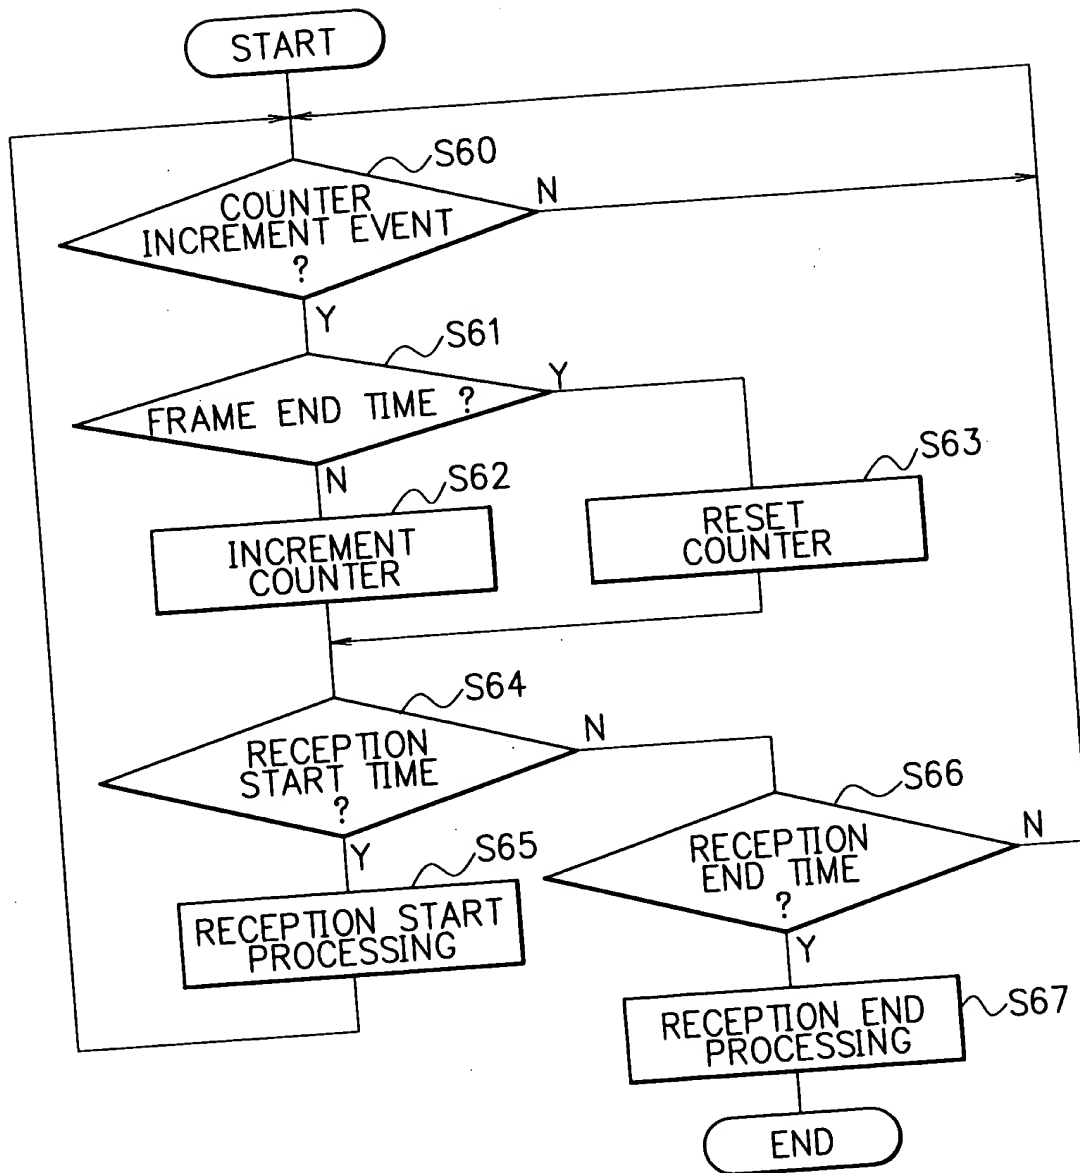 START
S60
COUNTER
INCREMENT EVENT
?
N
Y
S61
FRAME END TIME ?
Y
N
S62
INCREMENT
COUNTER
S63
RESET
COUNTER
S64
RECEPTION
START TIME
?
N
Y
S65
RECEPTION START
PROCESSING
S66
RECEPTION
END TIME
?
N
Y
S67
RECEPTION END
PROCESSING
END